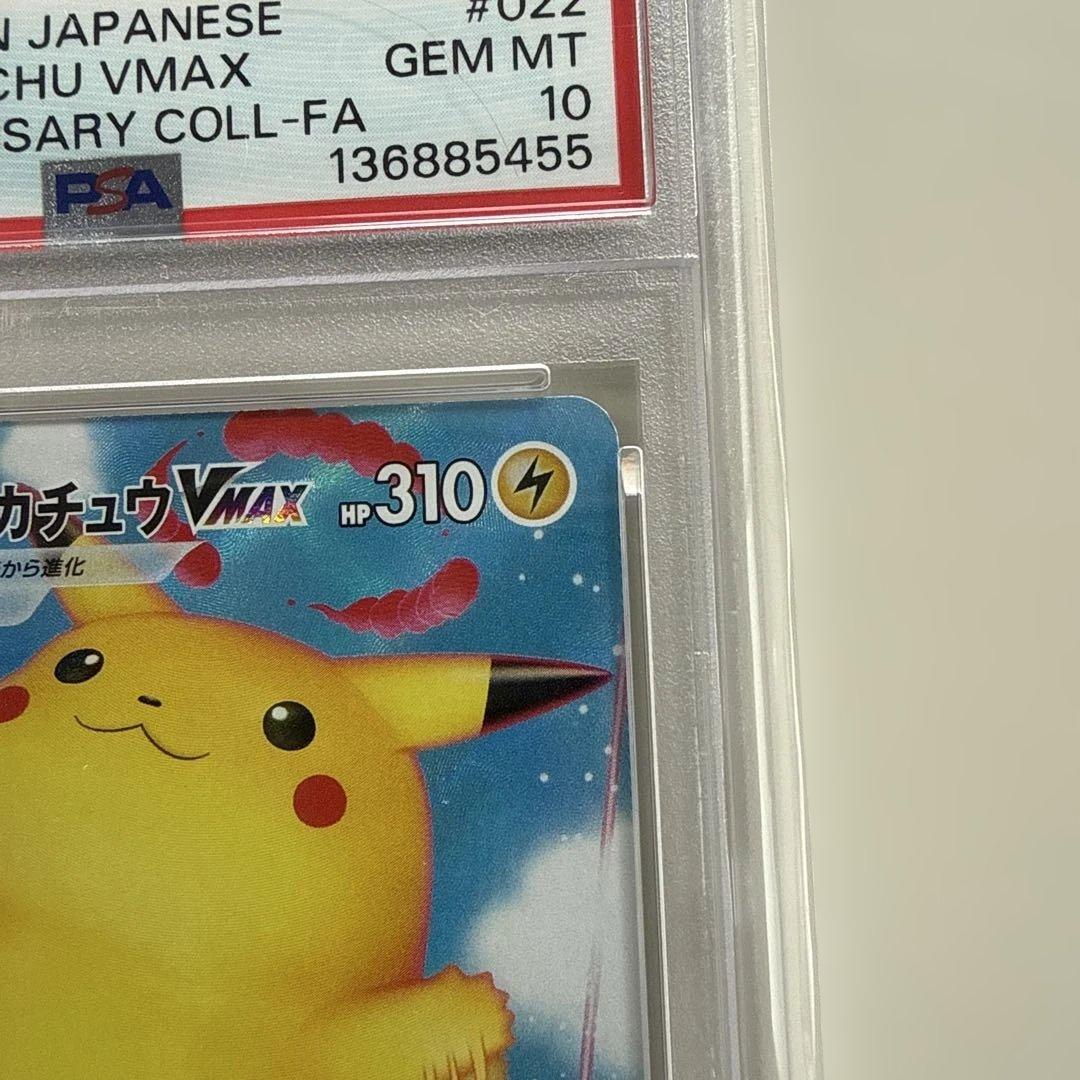 N JAPANESE
#022
CHU VMAX
GEM MT
SARY COLL-FA
10
136885455
PSA
カチュウVMAX
HP310
から進化